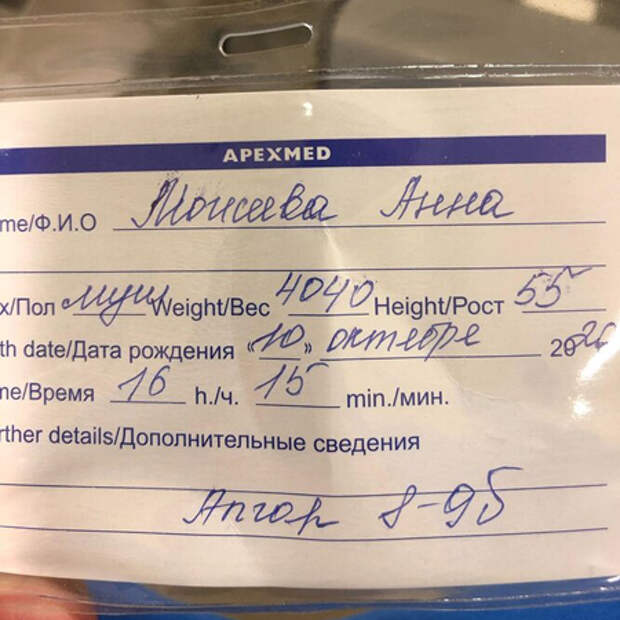 APEXMED
me/Ф.И.О Моисеева Анна
x/Пол муж Weight/Вес 4040 Height/Рост 55
th date/Дата рождения «10» октября 2020
me/Время 16 h./ч. 15 min./мин.
rther details/Дополнительные сведения
Апгар 8-9б